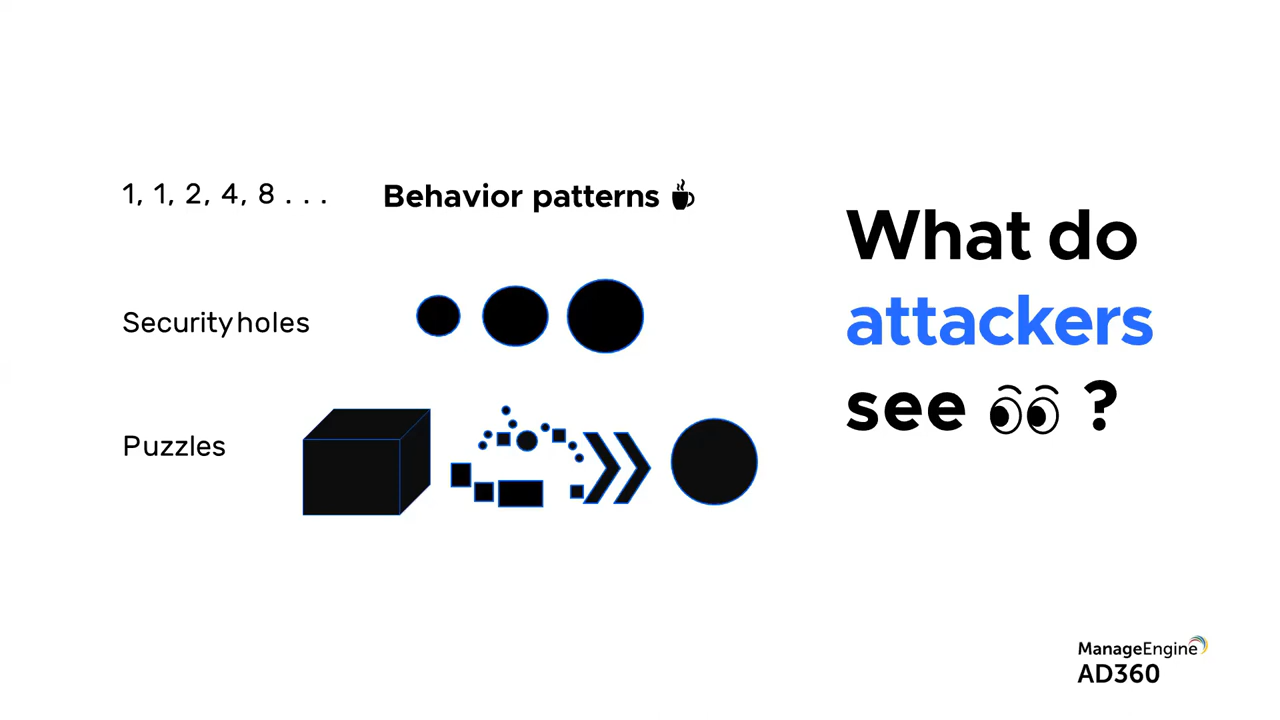 1, 1, 2, 4, 8 . . .
Behavior patterns
Security holes
Puzzles
What do
attackers
see ?
ManageEngine
AD360